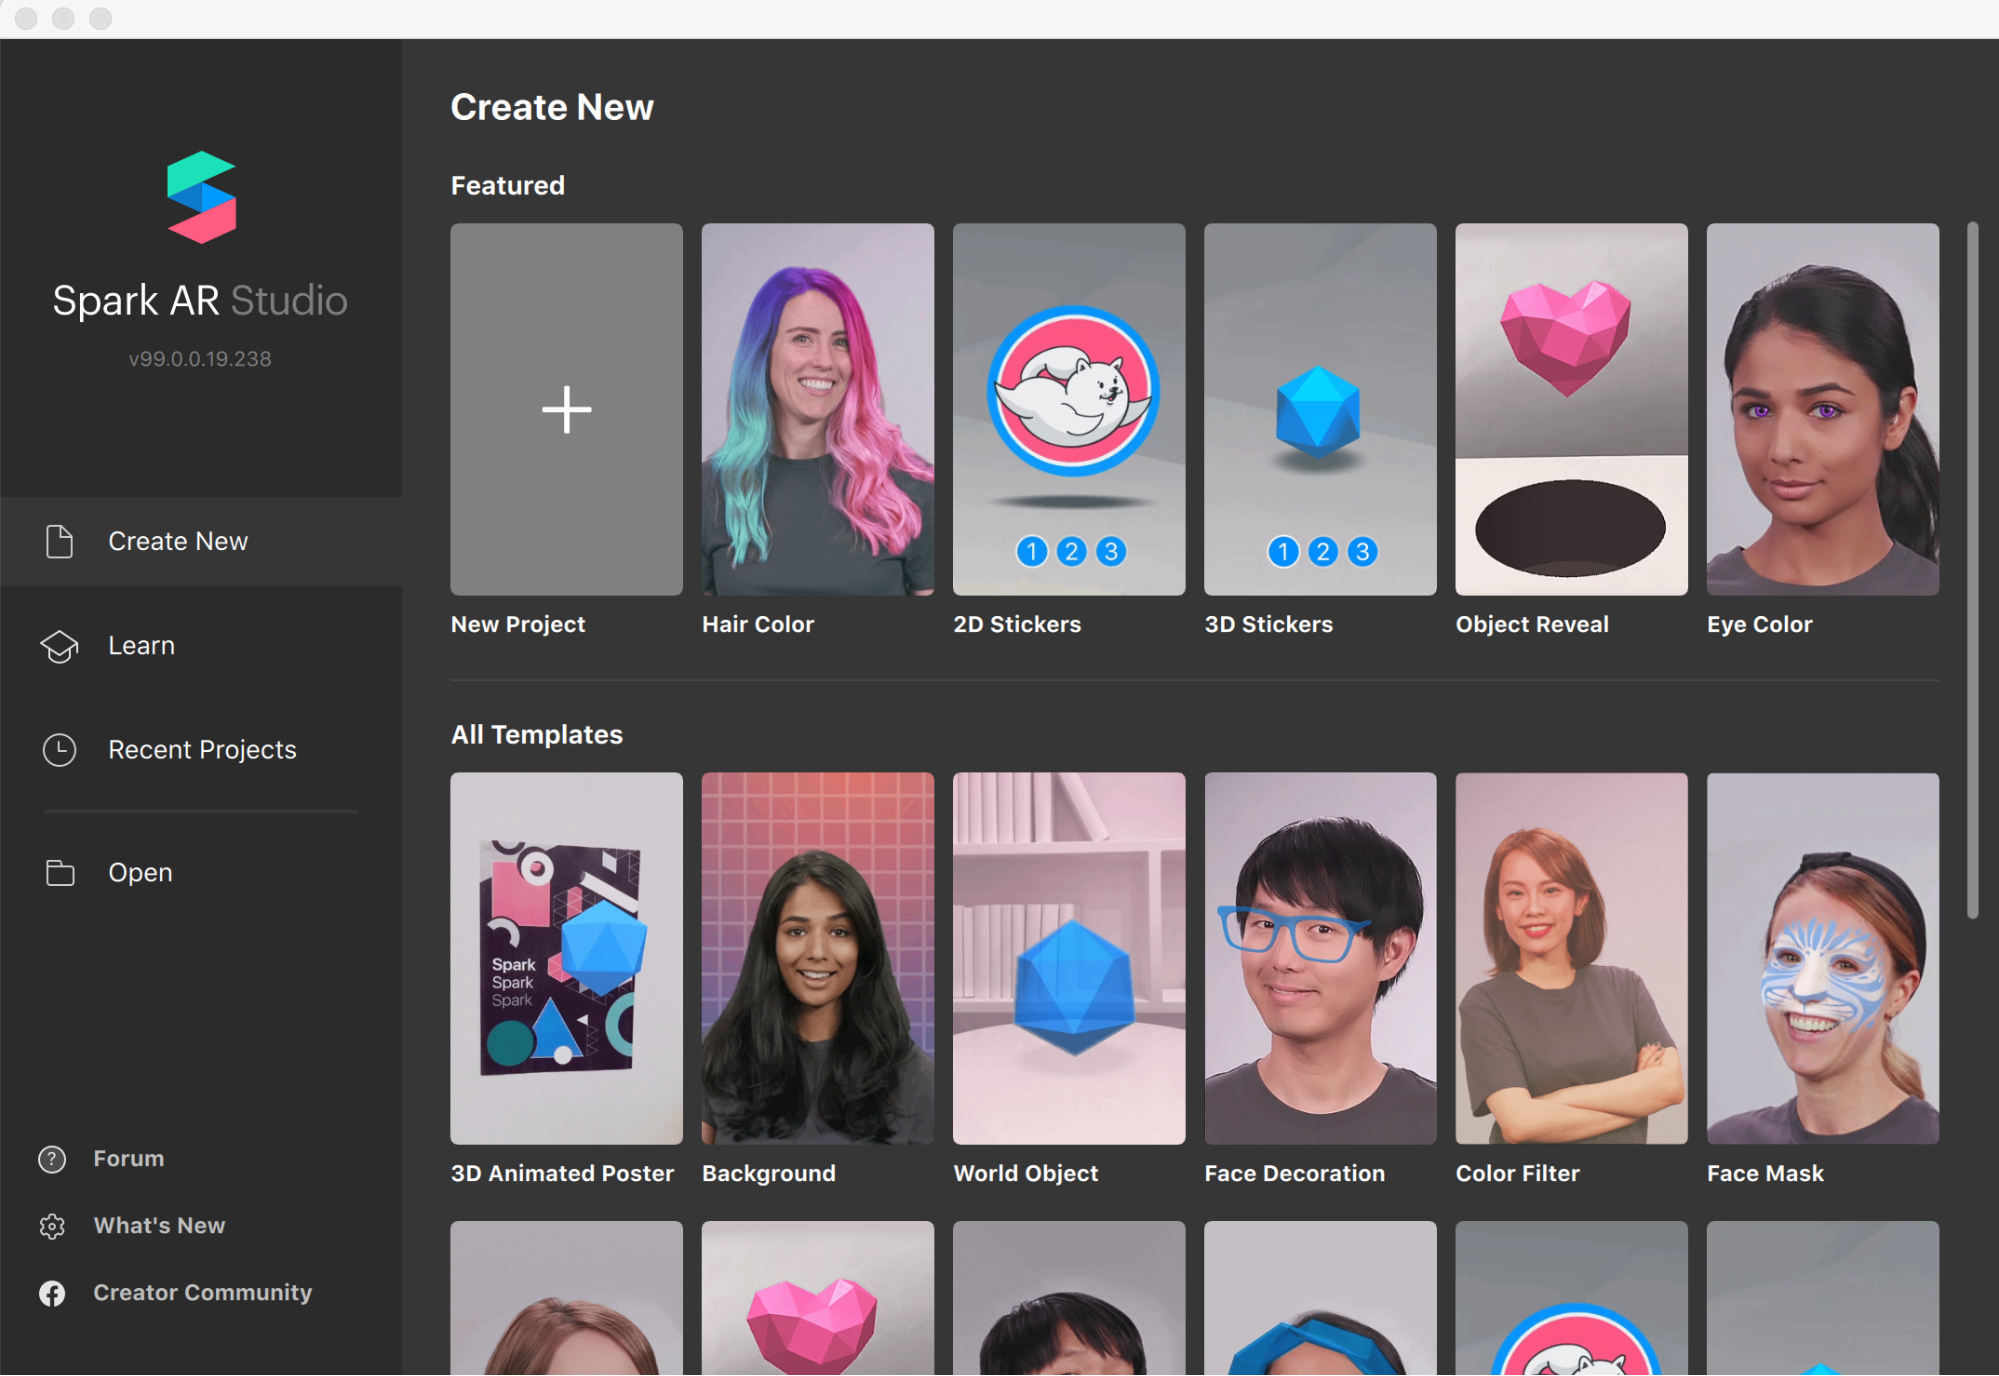 Spark AR Studio
v99.0.0.19.238
Create New
Learn
Recent Projects
Open
Forum
What's New
Creator Community
Create New
Featured
1 2 3
1 2 3
New Project
Hair Color
2D Stickers
3D Stickers
Object Reveal
Eye Color
All Templates
Spark
Spark
Spark
3D Animated Poster
Background
World Object
Face Decoration
Color Filter
Face Mask